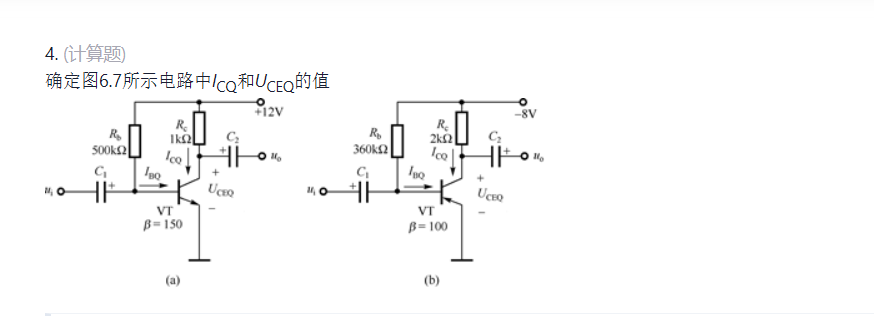 4. (计算题)
确定图6.7所示电路中ICQ和UCEQ的值
+12V
Rb
500kΩ
Rc
1kΩ
C2
ICQ
uo
C1
IBQ
ui
UCEQ
VT
β=150
(a)
-8V
Rb
360kΩ
Rc
2kΩ
C2
ICQ
uo
C1
IBQ
ui
UCEQ
VT
β=100
(b)